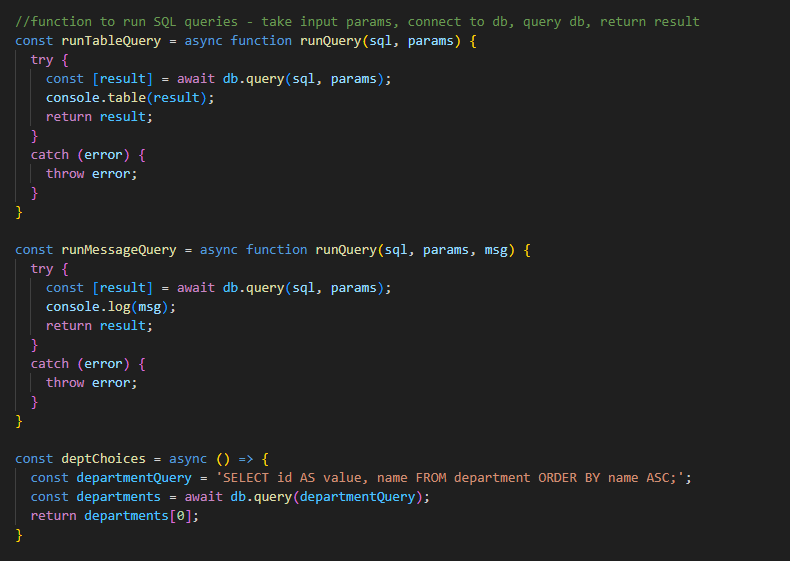 //function to run SQL queries - take input params, connect to db, query db, return result
const runTableQuery = async function runQuery(sql, params) {
  try {
    const [result] = await db.query(sql, params);
    console.table(result);
    return result;
  }
  catch (error) {
    throw error;
  }
}

const runMessageQuery = async function runQuery(sql, params, msg) {
  try {
    const [result] = await db.query(sql, params);
    console.log(msg);
    return result;
  }
  catch (error) {
    throw error;
  }
}

const deptChoices = async () => {
  const departmentQuery = 'SELECT id AS value, name FROM department ORDER BY name ASC;';
  const departments = await db.query(departmentQuery);
  return departments[0];
}